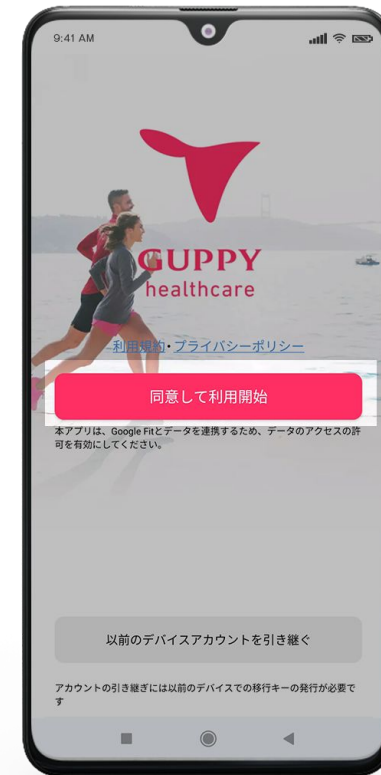 9:41 AM
GUPPY
healthcare
利用規約・プライバシーポリシー
同意して利用開始
本アプリは、Google Fitとデータを連携するため、データのアクセスの許
可を有効にしてください。
以前のデバイスアカウントを引き継ぐ
アカウントの引き継ぎには以前のデバイスでの移行キーの発行が必要で
す